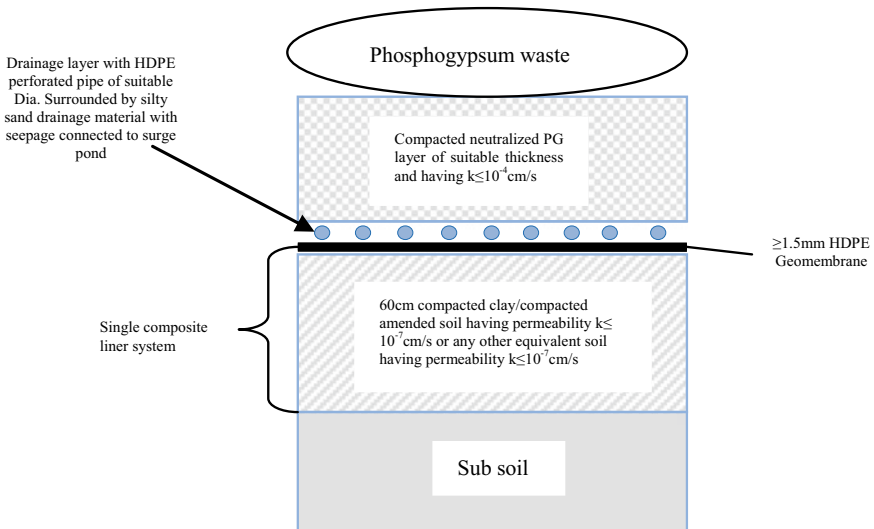 Phosphogypsum waste
Drainage layer with HDPE
perforated pipe of suitable
Dia. Surrounded by silty
sand drainage material with
seepage connected to surge
pond
Compacted neutralized PG
layer of suitable thickness
and having k≤10⁻⁴cm/s
≥1.5mm HDPE
Geomembrane
Single composite
liner system
60cm compacted clay/compacted
amended soil having permeability k≤
10⁻⁷cm/s or any other equivalent soil
having permeability k≤10⁻⁷cm/s
Sub soil